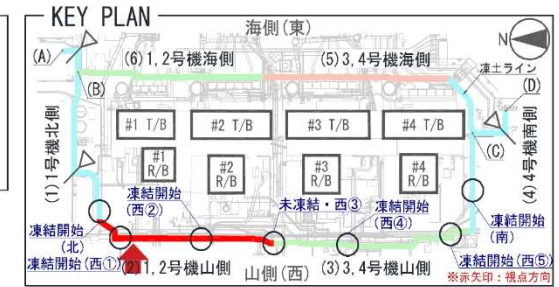 KEY PLAN
海側(東)
N
(A)
(6) 1,2号機海側
(5) 3,4号機海側
凍土ライン
(B)
(D)
#1 T/B
#2 T/B
#3 T/B
#4 T/B
(C)
(1) 1号機北側
#1
R/B
#2
R/B
#3
R/B
#4
R/B
(4) 4号機南側
凍結開始
(西②)
未凍結・西③
凍結開始
(西④)
凍結開始
(南)
凍結開始
(北)
凍結開始(西①)
(2) 1,2号機山側
山側(西)
(3) 3,4号機山側
凍結開始(西⑤)
※赤矢印：視点方向